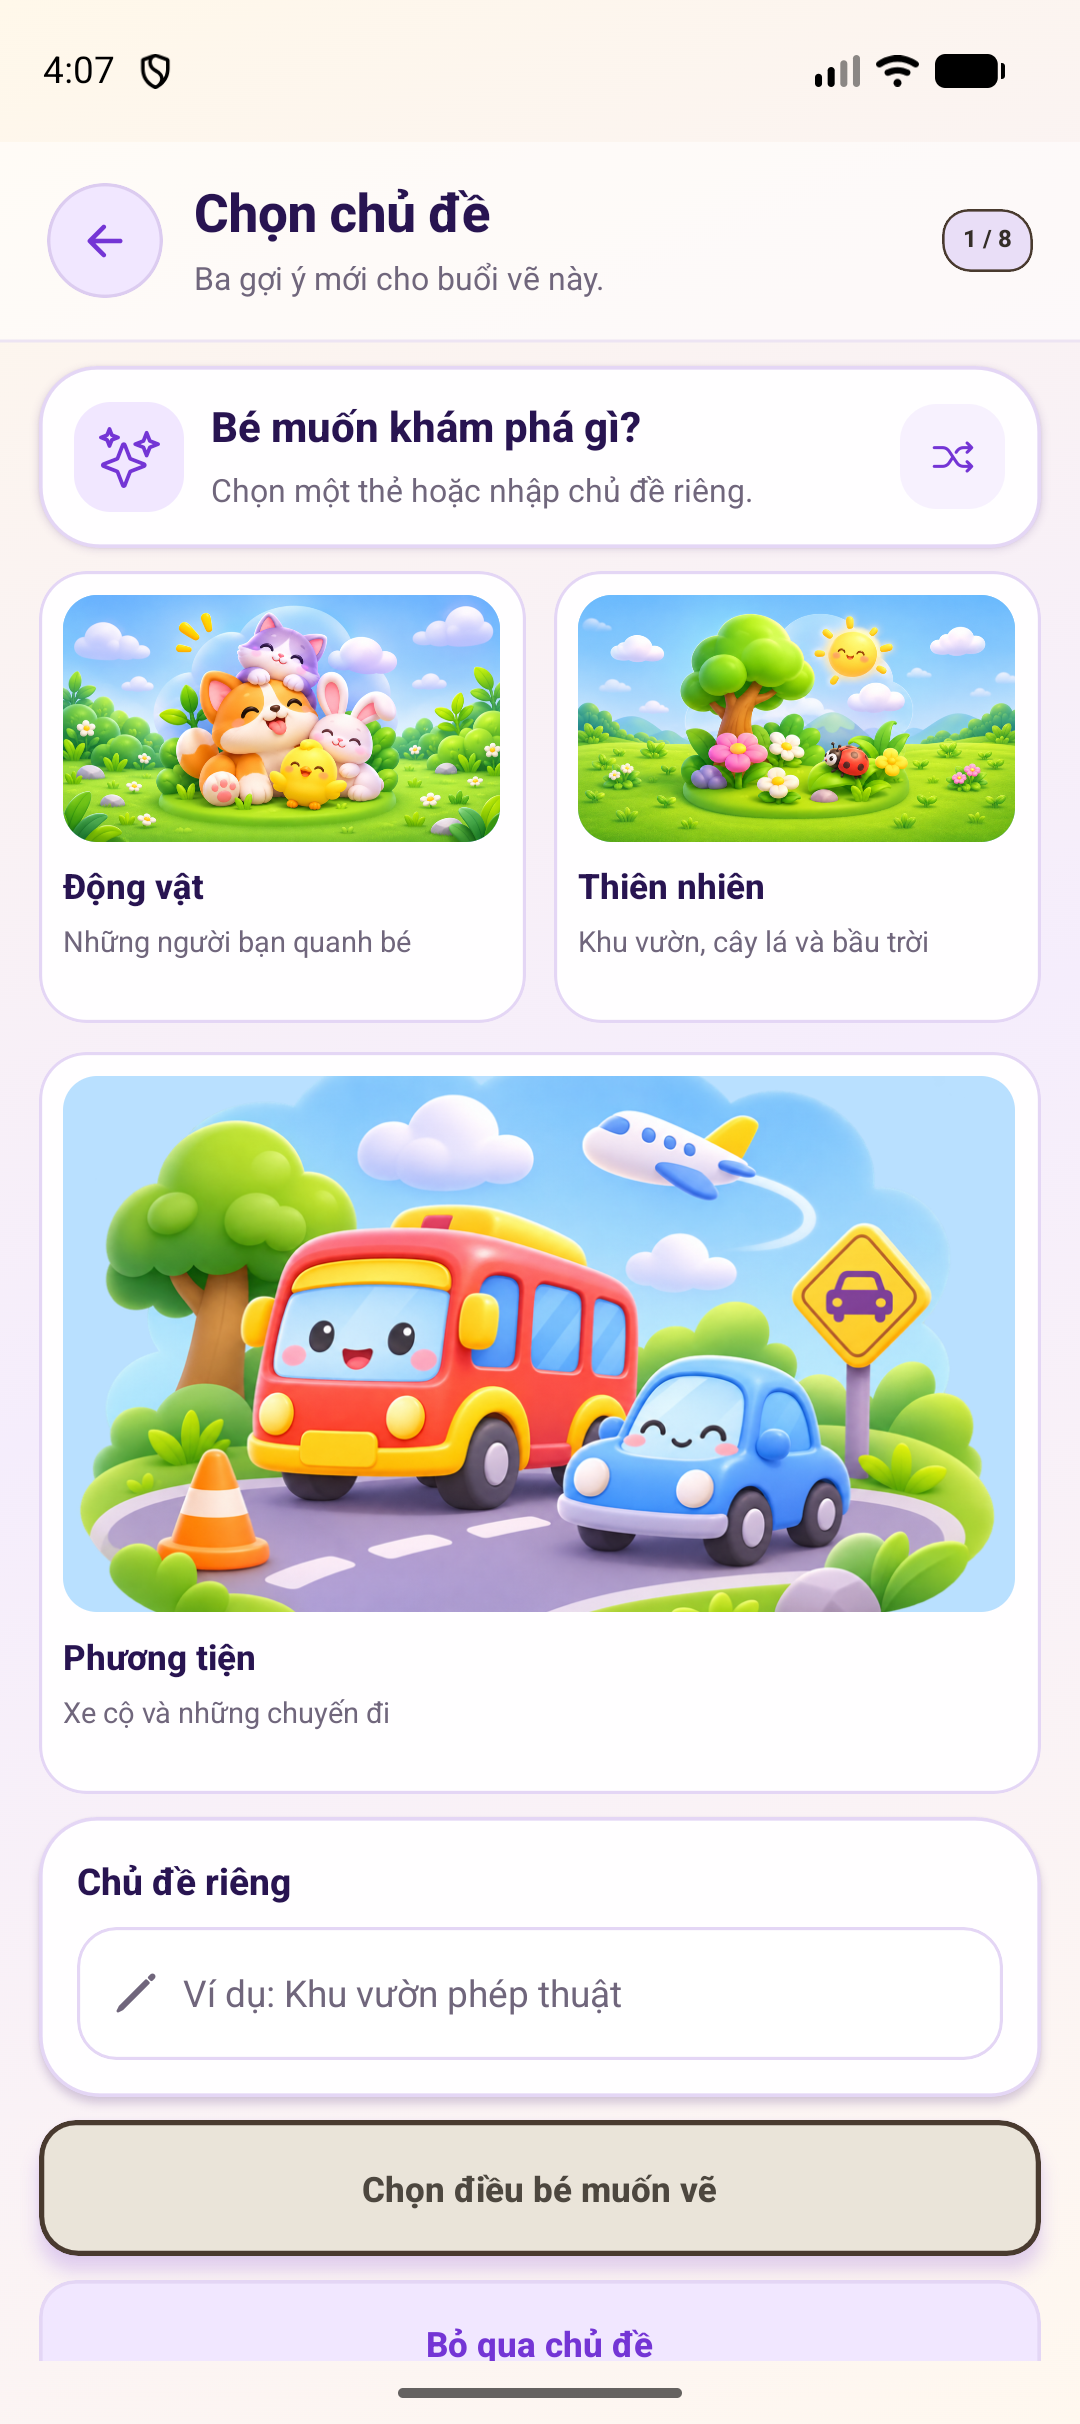 4:07
Chọn chủ đề
Ba gợi ý mới cho buổi vẽ này.
1 / 8
Bé muốn khám phá gì?
Chọn một thẻ hoặc nhập chủ đề riêng.
Động vật
Những người bạn quanh bé
Thiên nhiên
Khu vườn, cây lá và bầu trời
Phương tiện
Xe cộ và những chuyến đi
Chủ đề riêng
Ví dụ: Khu vườn phép thuật
Chọn điều bé muốn vẽ
Bỏ qua chủ đề